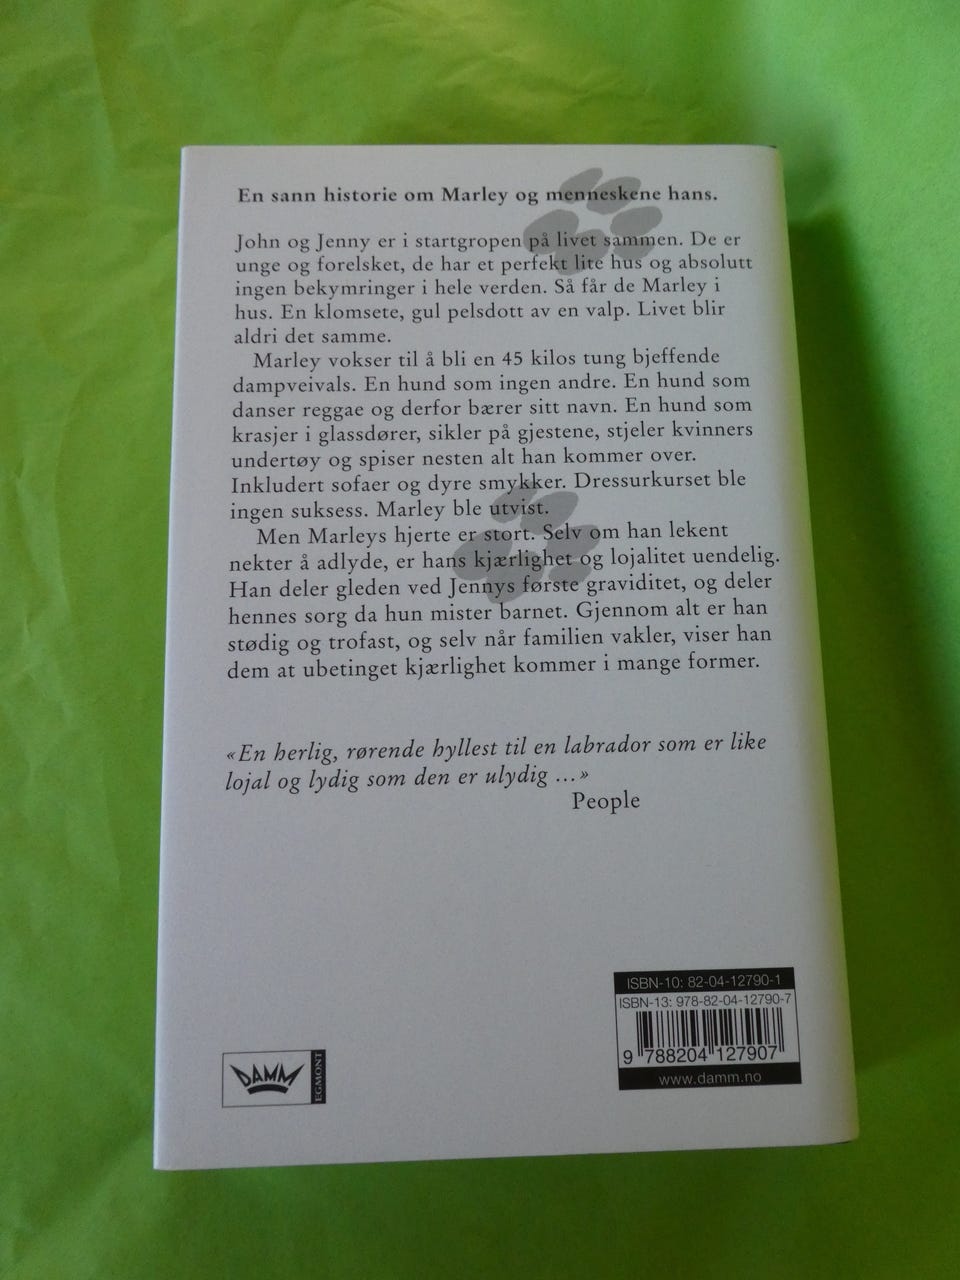 En sann historie om Marley og menneskene hans.
John og Jenny er i startgropen på livet sammen. De er
unge og forelsket, de har et perfekt lite hus og absolutt
ingen bekymringer i hele verden. Så får de Marley i
hus. En klomsete, gul pelsdott av en valp. Livet blir
aldri det samme.
Marley vokser til å bli en 45 kilos tung bjeffende
dampveivals. En hund som ingen andre. En hund som
danser reggae og derfor bærer sitt navn. En hund som
krasjer i glassdører, sikler på gjestene, stjeler kvinners
undertøy og spiser nesten alt han kommer over.
Inkludert sofaer og dyre smykker. Dressurkurset ble
ingen suksess. Marley ble utvist.
Men Marleys hjerte er stort. Selv om han lekent
nekter å adlyde, er hans kjærlighet og lojalitet uendelig.
Han deler gleden ved Jennys første graviditet, og deler
hennes sorg da hun mister barnet. Gjennom alt er han
stødig og trofast, og selv når familien vakler, viser han
dem at ubetinget kjærlighet kommer i mange former.
«En herlig, rørende hyllest til en labrador som er like
lojal og lydig som den er ulydig ...»
People
ISBN-10: 82-04-12790-1
ISBN-13: 978-82-04-12790-7
9 788204 127907
www.damm.no
DAMM
EGMONT